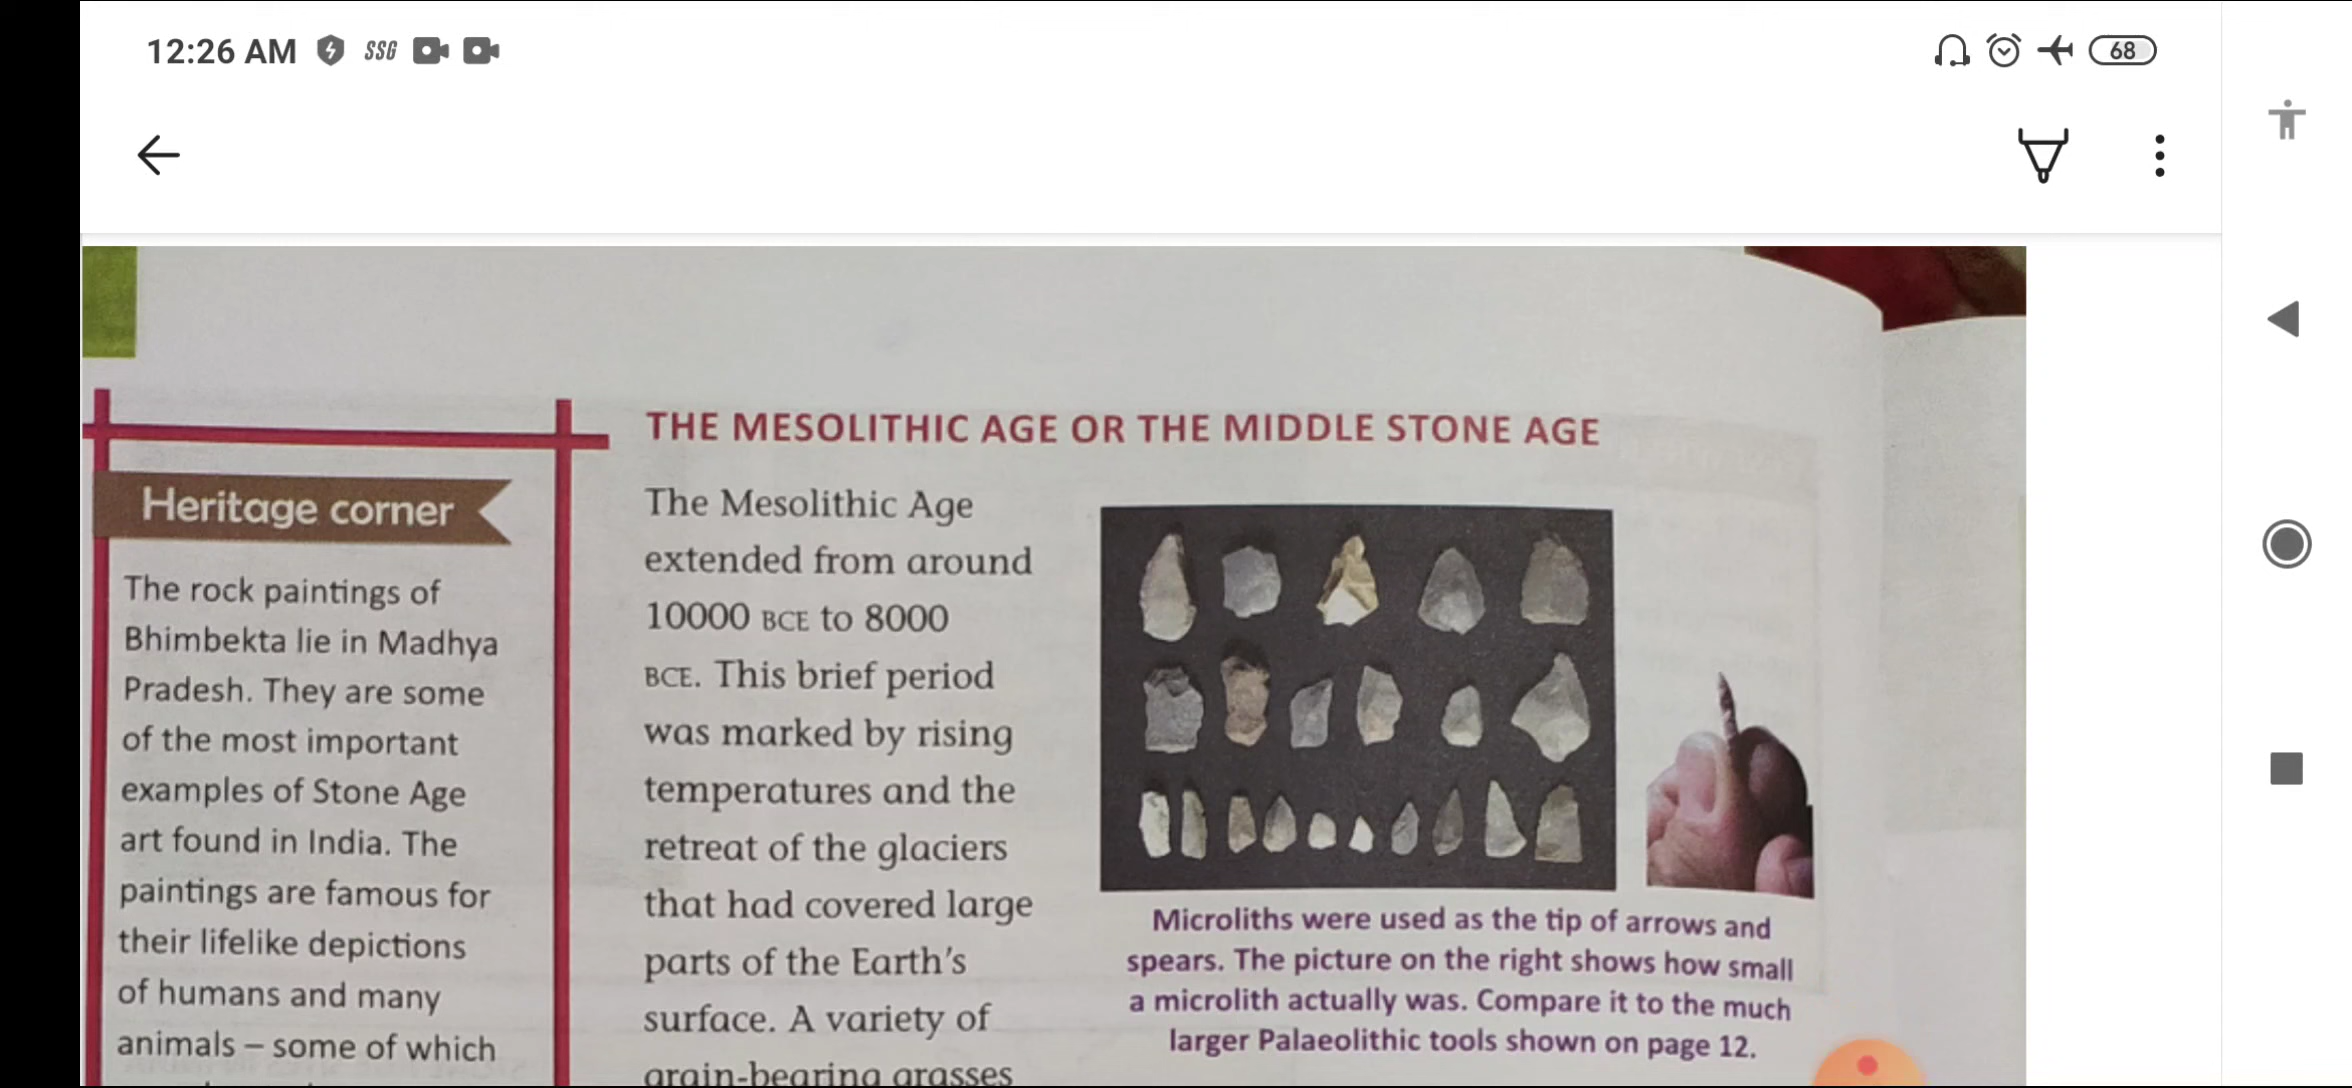 12:26 AM
SSG
68
THE MESOLITHIC AGE OR THE MIDDLE STONE AGE
Heritage corner
The rock paintings of
Bhimbekta lie in Madhya
Pradesh. They are some
of the most important
examples of Stone Age
art found in India. The
paintings are famous for
their lifelike depictions
of humans and many
animals – some of which
The Mesolithic Age
extended from around
10000 BCE to 8000
BCE. This brief period
was marked by rising
temperatures and the
retreat of the glaciers
that had covered large
parts of the Earth's
surface. A variety of
grain-bearing grasses
Microliths were used as the tip of arrows and
spears. The picture on the right shows how small
a microlith actually was. Compare it to the much
larger Palaeolithic tools shown on page 12.